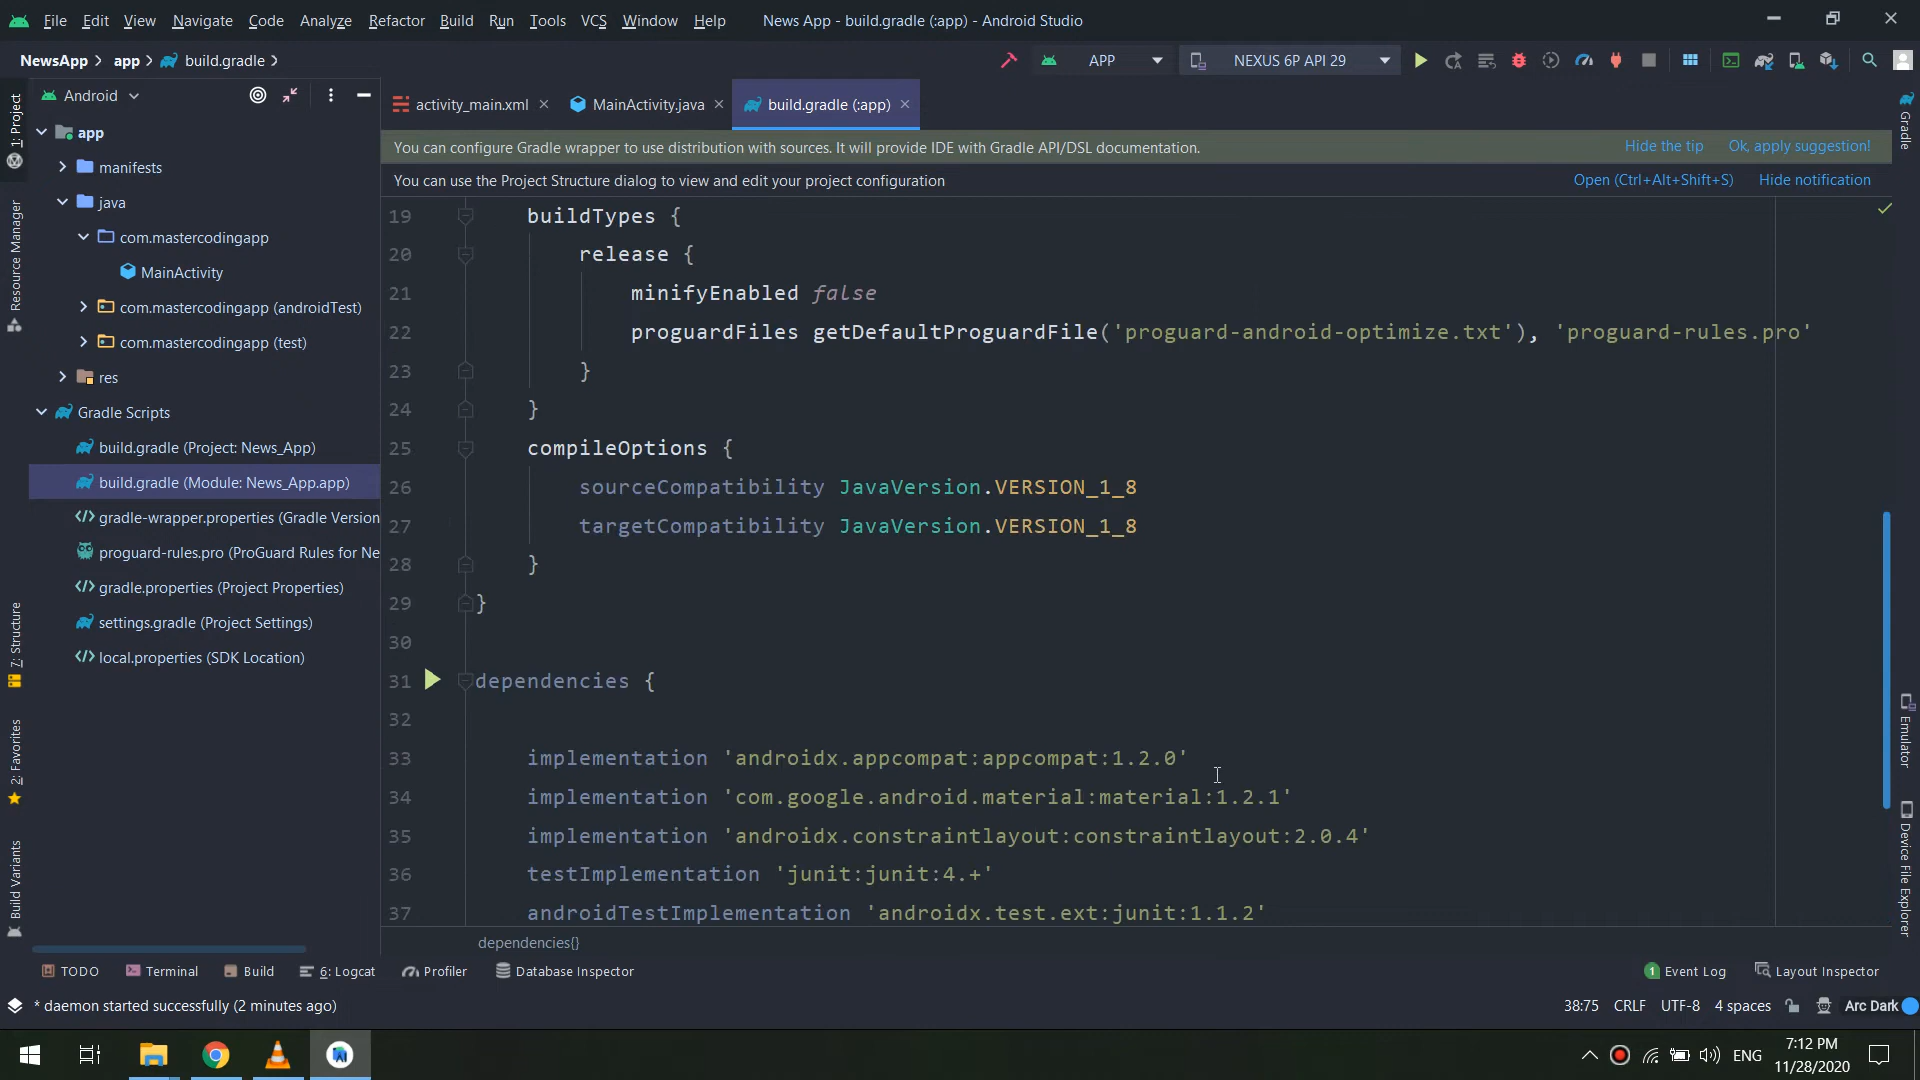 File Edit View Navigate Code Analyze Refactor Build Run Tools VCS Window Help News App - build.gradle (:app) - Android Studio
NewsApp app build.gradle APP NEXUS 6P API 29
Android
activity_main.xml MainActivity.java build.gradle (:app)
You can configure Gradle wrapper to use distribution with sources. It will provide IDE with Gradle API/DSL documentation. Hide the tip Ok, apply suggestion!
You can use the Project Structure dialog to view and edit your project configuration Open (Ctrl+Alt+Shift+S) Hide notification
1: Project
Resource Manager
7: Structure
2: Favorites
Build Variants
app
manifests
java
com.mastercodingapp
MainActivity
com.mastercodingapp (androidTest)
com.mastercodingapp (test)
res
Gradle Scripts
build.gradle (Project: News_App)
build.gradle (Module: News_App.app)
gradle-wrapper.properties (Gradle Version
proguard-rules.pro (ProGuard Rules for Ne
gradle.properties (Project Properties)
settings.gradle (Project Settings)
local.properties (SDK Location)
19 buildTypes {
20 release {
21 minifyEnabled false
22 proguardFiles getDefaultProguardFile('proguard-android-optimize.txt'), 'proguard-rules.pro'
23 }
24 }
25 compileOptions {
26 sourceCompatibility JavaVersion.VERSION_1_8
27 targetCompatibility JavaVersion.VERSION_1_8
28 }
29 }
30
31 dependencies {
32
33 implementation 'androidx.appcompat:appcompat:1.2.0'
34 implementation 'com.google.android.material:material:1.2.1'
35 implementation 'androidx.constraintlayout:constraintlayout:2.0.4'
36 testImplementation 'junit:junit:4.+'
37 androidTestImplementation 'androidx.test.ext:junit:1.1.2'
dependencies{}
Gradle
Emulator
Device File Explorer
TODO Terminal Build 6: Logcat Profiler Database Inspector 1 Event Log Layout Inspector
* daemon started successfully (2 minutes ago) 38:75 CRLF UTF-8 4 spaces Arc Dark
ENG 7:12 PM
11/28/2020